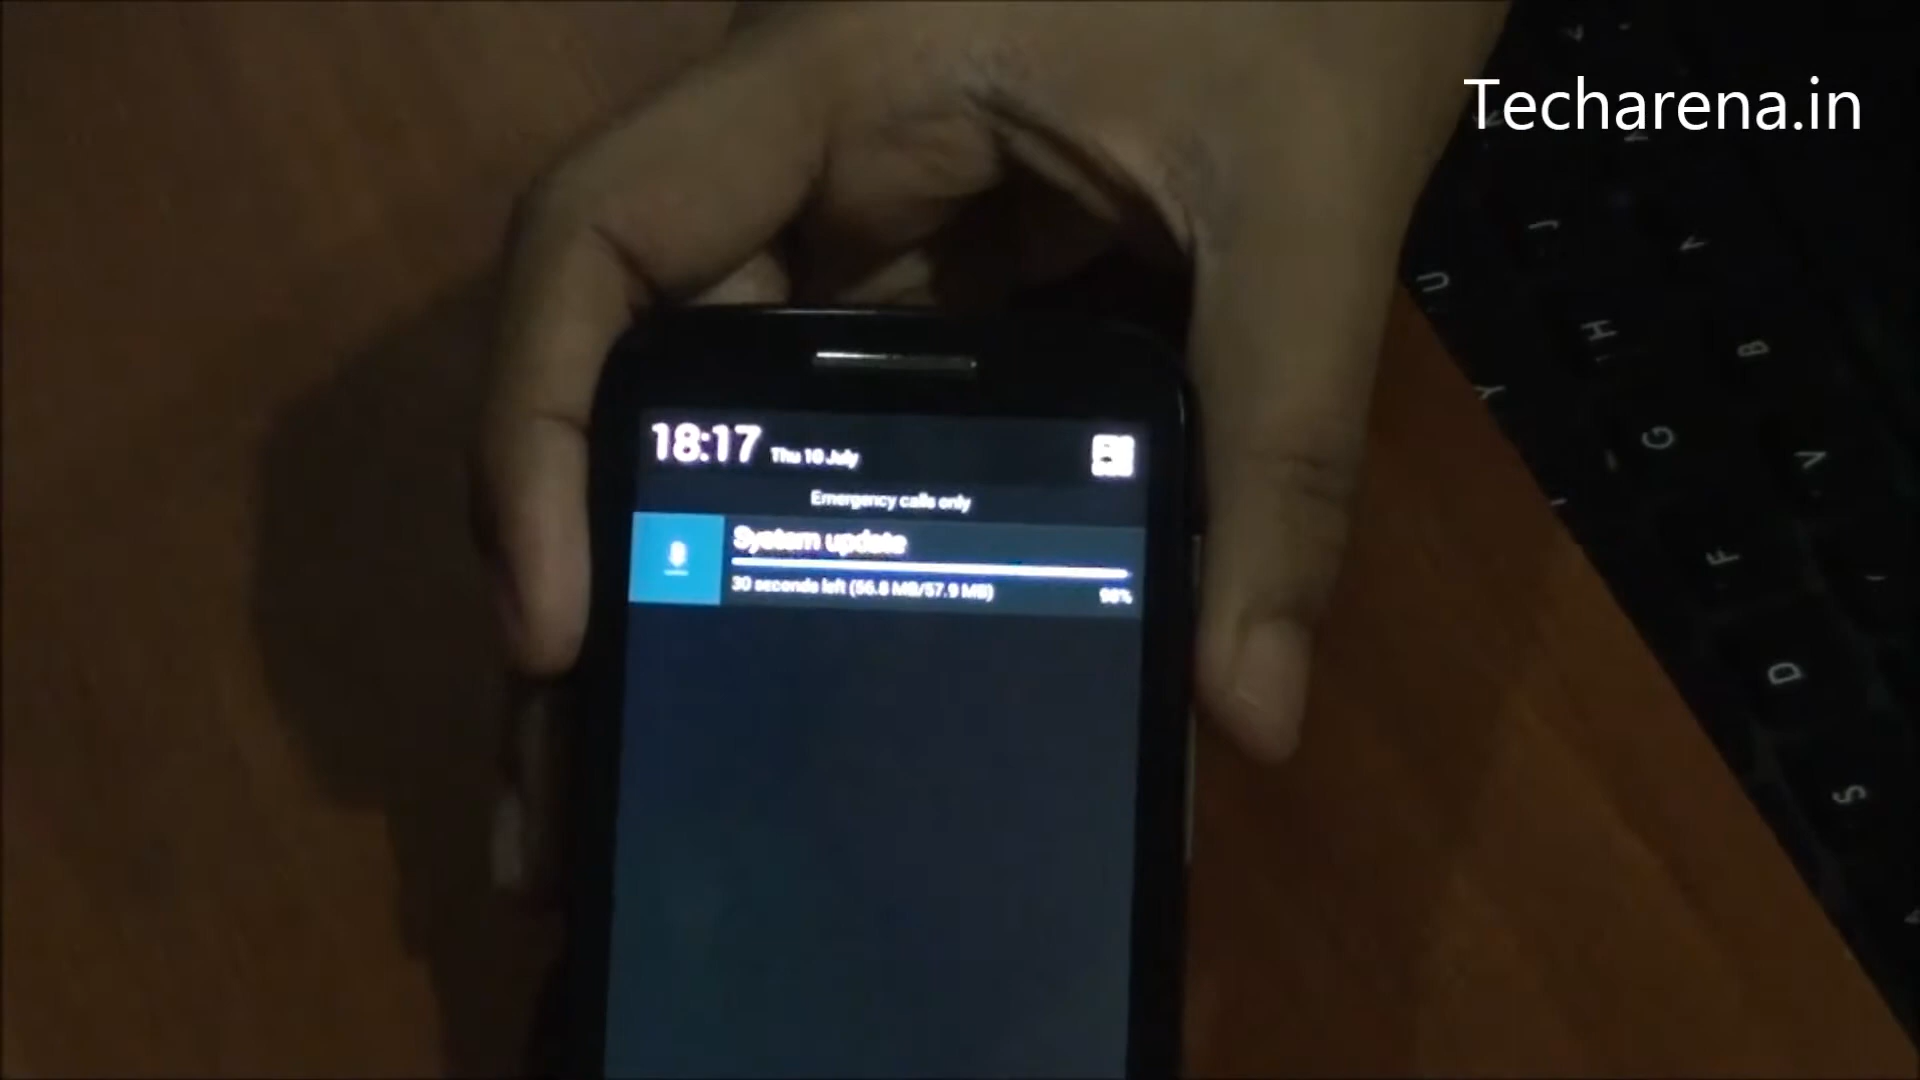 Techarena.in
18:17 Thu 10 July
Emergency calls only
System update
30 seconds left (56.8 MB/57.9 MB) 98%
U
H
B
Y
G
V
F
D
S